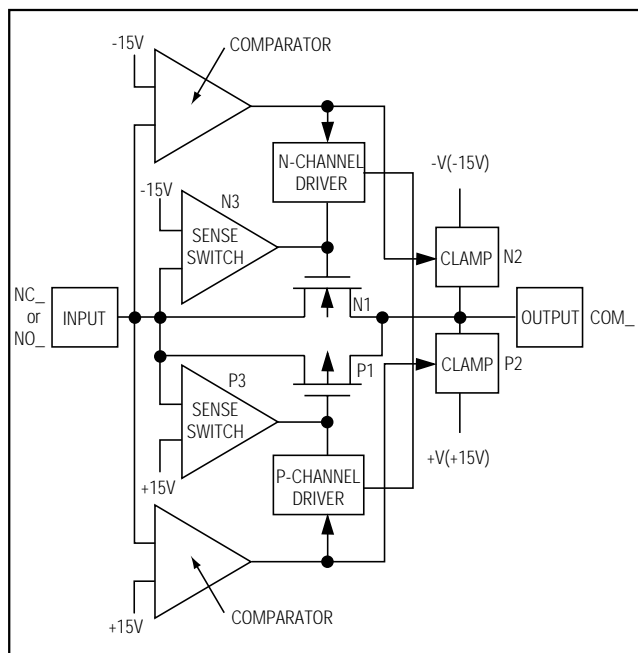 -15V
COMPARATOR
N-CHANNEL
DRIVER
-V(-15V)
-15V
N3
SENSE
SWITCH
CLAMP
N2
NC_
or
NO_
INPUT
N1
OUTPUT
COM_
P1
CLAMP
P2
P3
SENSE
SWITCH
+15V
P-CHANNEL
DRIVER
+V(+15V)
+15V
COMPARATOR